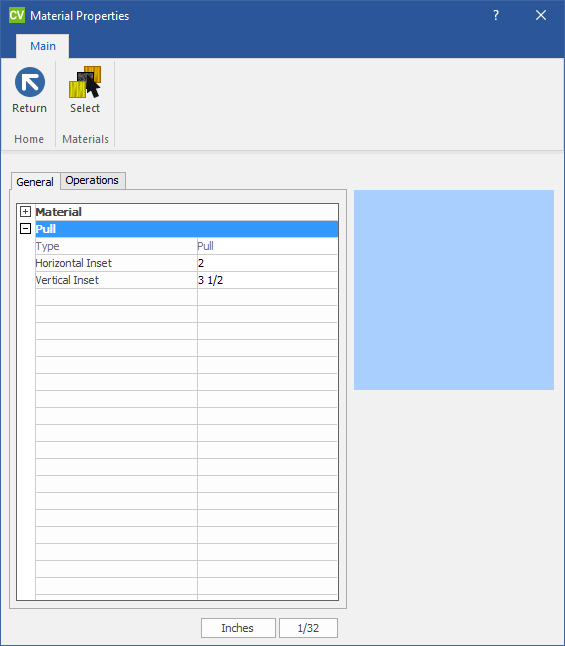 CV Material Properties ?
Main
Return Select
Home Materials
General Operations
Material
Pull
Type Pull
Horizontal Inset 2
Vertical Inset 3 1/2
Inches 1/32